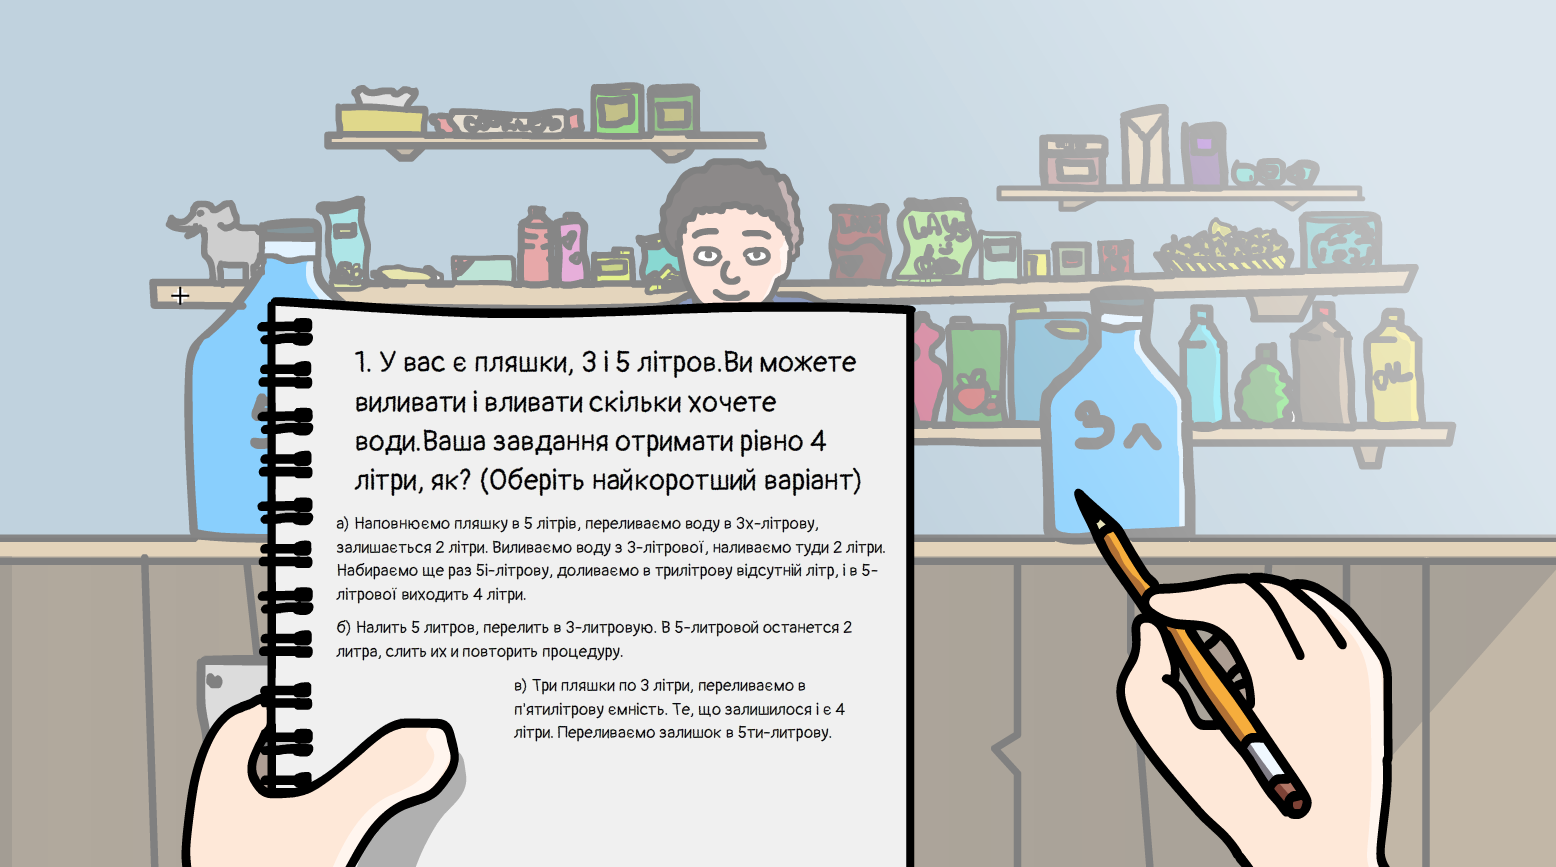 LAYS
OIL
3 л
1. У вас є пляшки, 3 і 5 літров.Ви можете
виливати і вливати скільки хочете
води.Ваша завдання отримати рівно 4
літри, як? (Оберіть найкоротший варіант)
а) Наповнюємо пляшку в 5 літрів, переливаємо воду в 3х-літрову,
залишається 2 літри. Виливаємо воду з 3-літрової, наливаємо туди 2 літри.
Набираємо ще раз 5і-літрову, доливаємо в трилітрову відсутній літр, і в 5-
літрової виходить 4 літри.
б) Налить 5 литров, перелить в 3-литровую. В 5-литровой останется 2
литра, слить их и повторить процедуру.
в) Три пляшки по 3 літри, переливаємо в
п'ятилітрову ємність. Те, що залишилося і є 4
літри. Переливаємо залишок в 5ти-литрову.